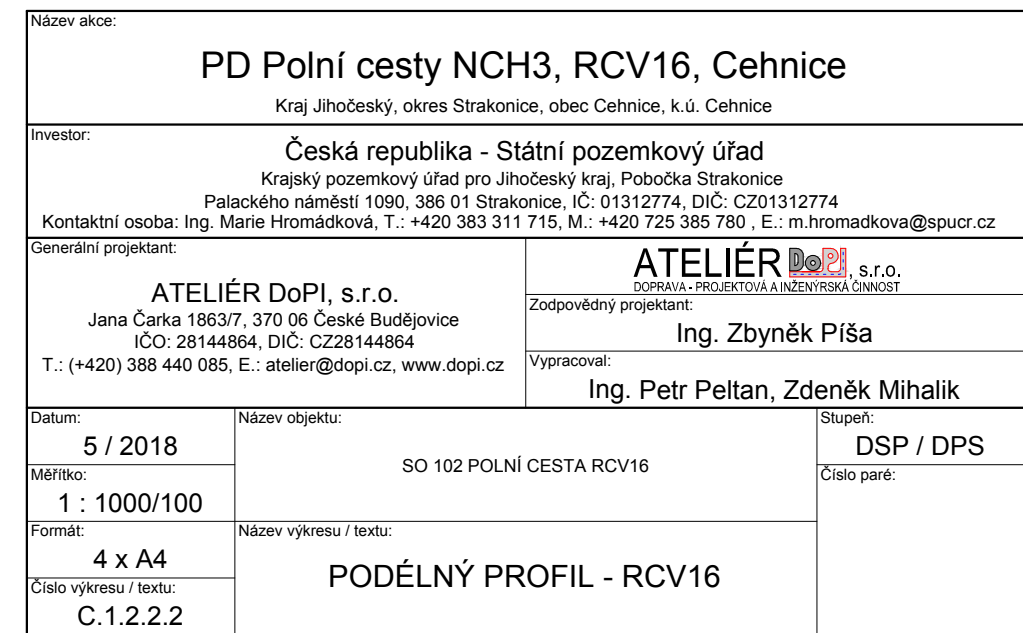 Název akce:
PD Polní cesty NCH3, RCV16, Cehnice
Kraj Jihočeský, okres Strakonice, obec Cehnice, k.ú. Cehnice
Investor:
Česká republika - Státní pozemkový úřad
Krajský pozemkový úřad pro Jihočeský kraj, Pobočka Strakonice
Palackého náměstí 1090, 386 01 Strakonice, IČ: 01312774, DIČ: CZ01312774
Kontaktní osoba: Ing. Marie Hromádková, T.: +420 383 311 715, M.: +420 725 385 780 , E.: m.hromadkova@spucr.cz
Generální projektant:
ATELIÉR DoPI, s.r.o.
Jana Čarka 1863/7, 370 06 České Budějovice
IČO: 28144864, DIČ: CZ28144864
T.: (+420) 388 440 085, E.: atelier@dopi.cz, www.dopi.cz
ATELIÉR DoPI, s.r.o.
DOPRAVA - PROJEKTOVÁ A INŽENÝRSKÁ ČINNOST
Zodpovědný projektant:
Ing. Zbyněk Píša
Vypracoval:
Ing. Petr Peltan, Zdeněk Mihalik
Datum:
5 / 2018
Název objektu:
SO 102 POLNÍ CESTA RCV16
Stupeň:
DSP / DPS
Měřítko:
1 : 1000/100
Číslo paré:
Formát:
4 x A4
Název výkresu / textu:
PODÉLNÝ PROFIL - RCV16
Číslo výkresu / textu:
C.1.2.2.2